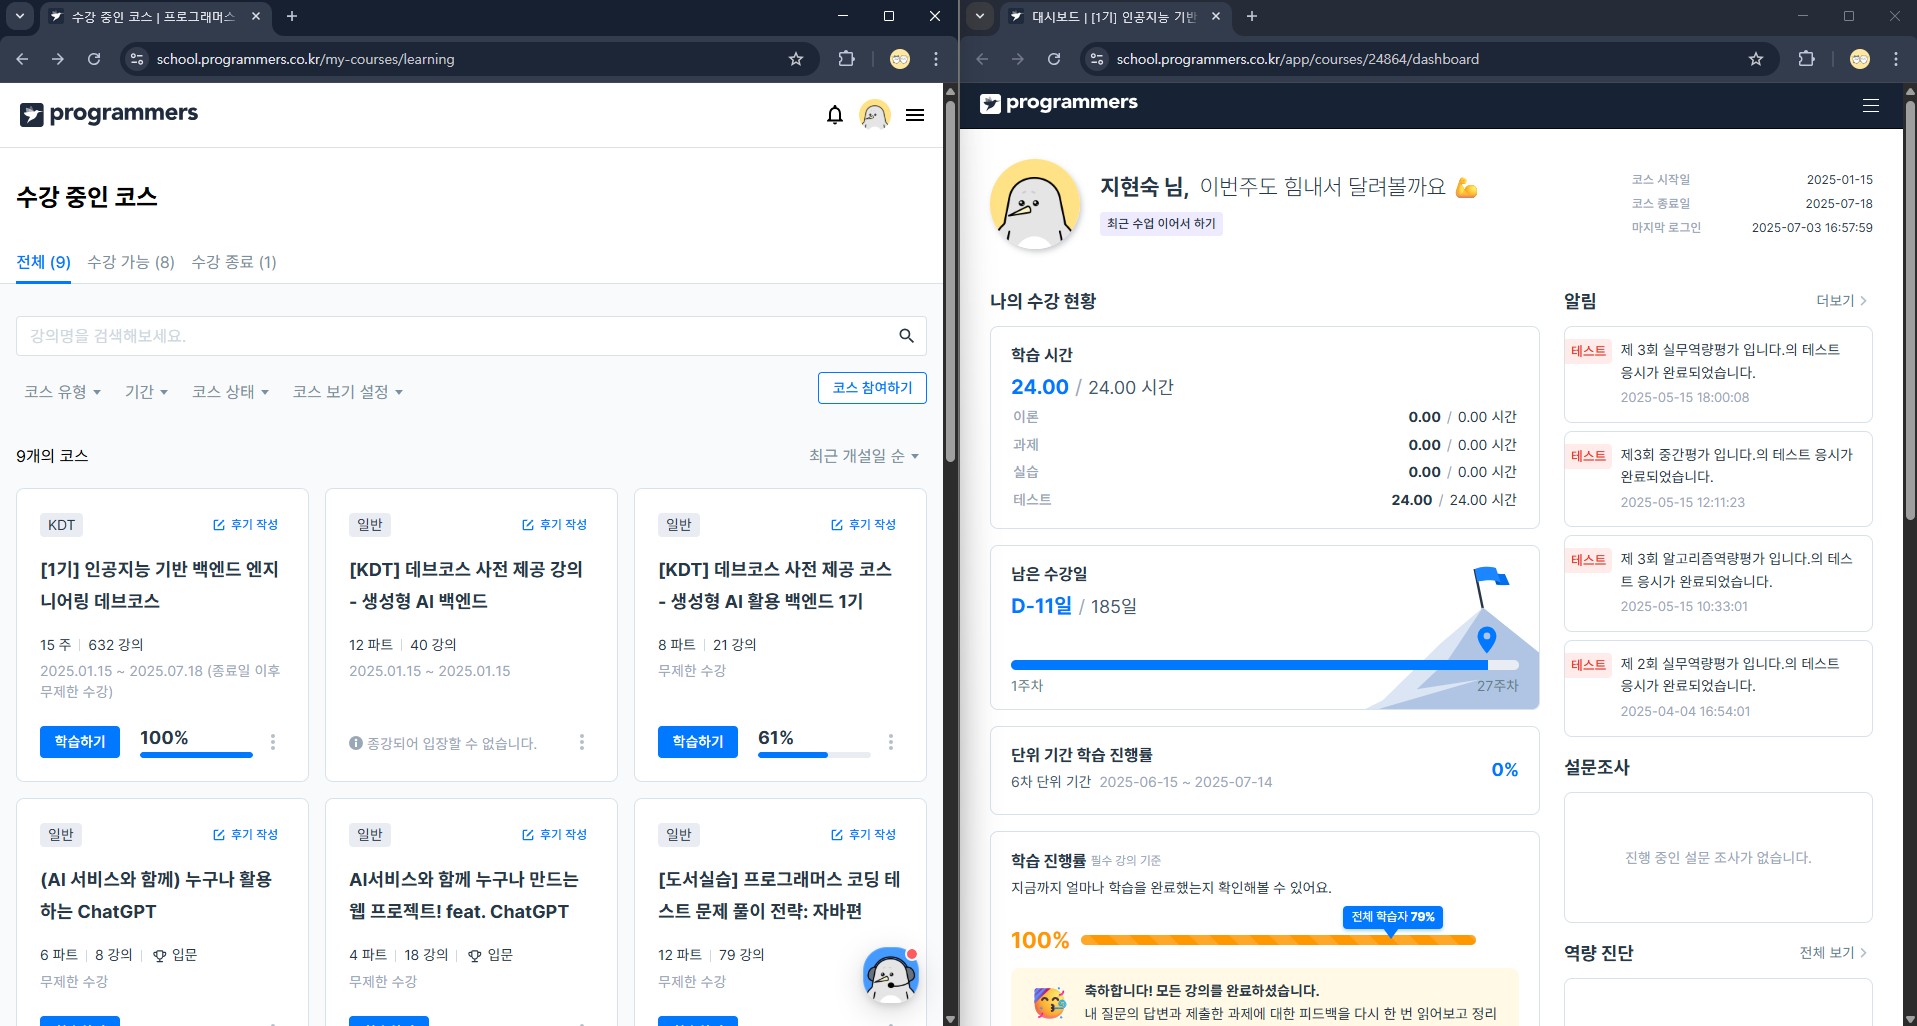 수강 중인 코스 | 프로그래머스
school.programmers.co.kr/my-courses/learning
programmers
수강 중인 코스
전체 (9) 수강 가능 (8) 수강 종료 (1)
강의명을 검색해보세요.
코스 유형 기간 코스 상태 코스 보기 설정
코스 참여하기
9개의 코스
최근 개설일 순
KDT
후기 작성
[1기] 인공지능 기반 백엔드 엔지
니어링 데브코스
15 주 632 강의
2025.01.15 ~ 2025.07.18 (종료일 이후
무제한 수강)
학습하기
100%
일반
후기 작성
[KDT] 데브코스 사전 제공 강의
- 생성형 AI 백엔드
12 파트 40 강의
2025.01.15 ~ 2025.01.15
종강되어 입장할 수 없습니다.
일반
후기 작성
[KDT] 데브코스 사전 제공 코스
- 생성형 AI 활용 백엔드 1기
8 파트 21 강의
무제한 수강
학습하기
61%
일반
후기 작성
(AI 서비스와 함께) 누구나 활용
하는 ChatGPT
6 파트 8 강의 입문
무제한 수강
일반
후기 작성
AI서비스와 함께 누구나 만드는
웹 프로젝트! feat. ChatGPT
4 파트 18 강의 입문
무제한 수강
일반
후기 작성
[도서실습] 프로그래머스 코딩 테
스트 문제 풀이 전략: 자바편
12 파트 79 강의
무제한 수강
대시보드 | [1기] 인공지능 기반
school.programmers.co.kr/app/courses/24864/dashboard
programmers
지현숙 님, 이번주도 힘내서 달려볼까요 💪
최근 수업 이어서 하기
코스 시작일 2025-01-15
코스 종료일 2025-07-18
마지막 로그인 2025-07-03 16:57:59
나의 수강 현황
학습 시간
24.00 / 24.00 시간
이론 0.00 / 0.00 시간
과제 0.00 / 0.00 시간
실습 0.00 / 0.00 시간
테스트 24.00 / 24.00 시간
남은 수강일
D-11일 / 185일
1주차 27주차
단위 기간 학습 진행률
6차 단위 기간 2025-06-15 ~ 2025-07-14
0%
학습 진행률 필수 강의 기준
지금까지 얼마나 학습을 완료했는지 확인해볼 수 있어요.
전체 학습자 79%
100%
축하합니다! 모든 강의를 완료하셨습니다.
내 질문의 답변과 제출한 과제에 대한 피드백을 다시 한 번 읽어보고 정리
알림
더보기
테스트 제 3회 실무역량평가 입니다.의 테스트
응시가 완료되었습니다.
2025-05-15 18:00:08
테스트 제3회 중간평가 입니다.의 테스트 응시가
완료되었습니다.
2025-05-15 12:11:23
테스트 제 3회 알고리즘역량평가 입니다.의 테스
트 응시가 완료되었습니다.
2025-05-15 10:33:01
테스트 제 2회 실무역량평가 입니다.의 테스트
응시가 완료되었습니다.
2025-04-04 16:54:01
설문조사
진행 중인 설문 조사가 없습니다.
역량 진단
전체 보기